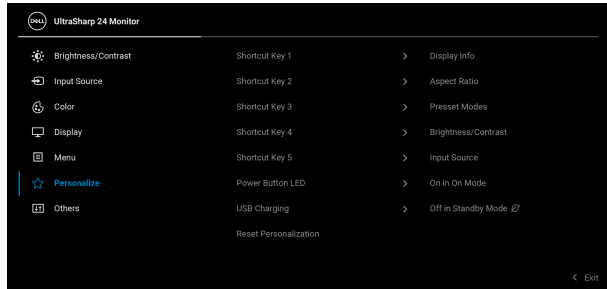 DELL UltraSharp 24 Monitor
Brightness/Contrast Shortcut Key 1 > Display Info
Input Source Shortcut Key 2 > Aspect Ratio
Color Shortcut Key 3 > Presset Modes
Display Shortcut Key 4 > Brightness/Contrast
Menu Shortcut Key 5 > Input Source
Personalize Power Button LED > On in On Mode
Others USB Charging > Off in Standby Mode
Reset Personalization
< Exit